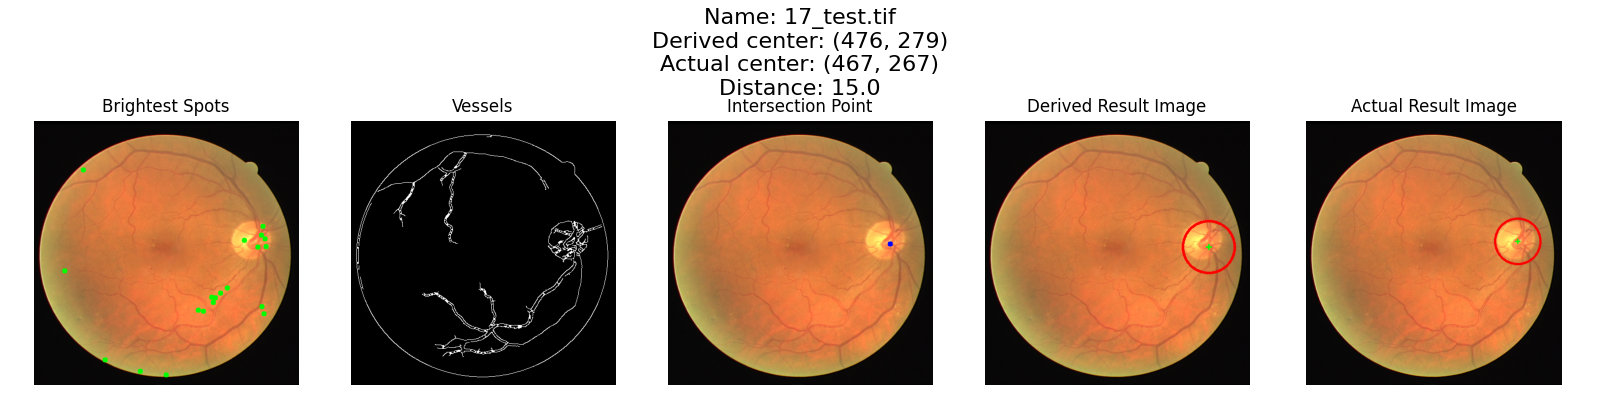 Name: 17_test.tif
Derived center: (476, 279)
Actual center: (467, 267)
Distance: 15.0
Brightest Spots
Vessels
Intersection Point
Derived Result Image
Actual Result Image